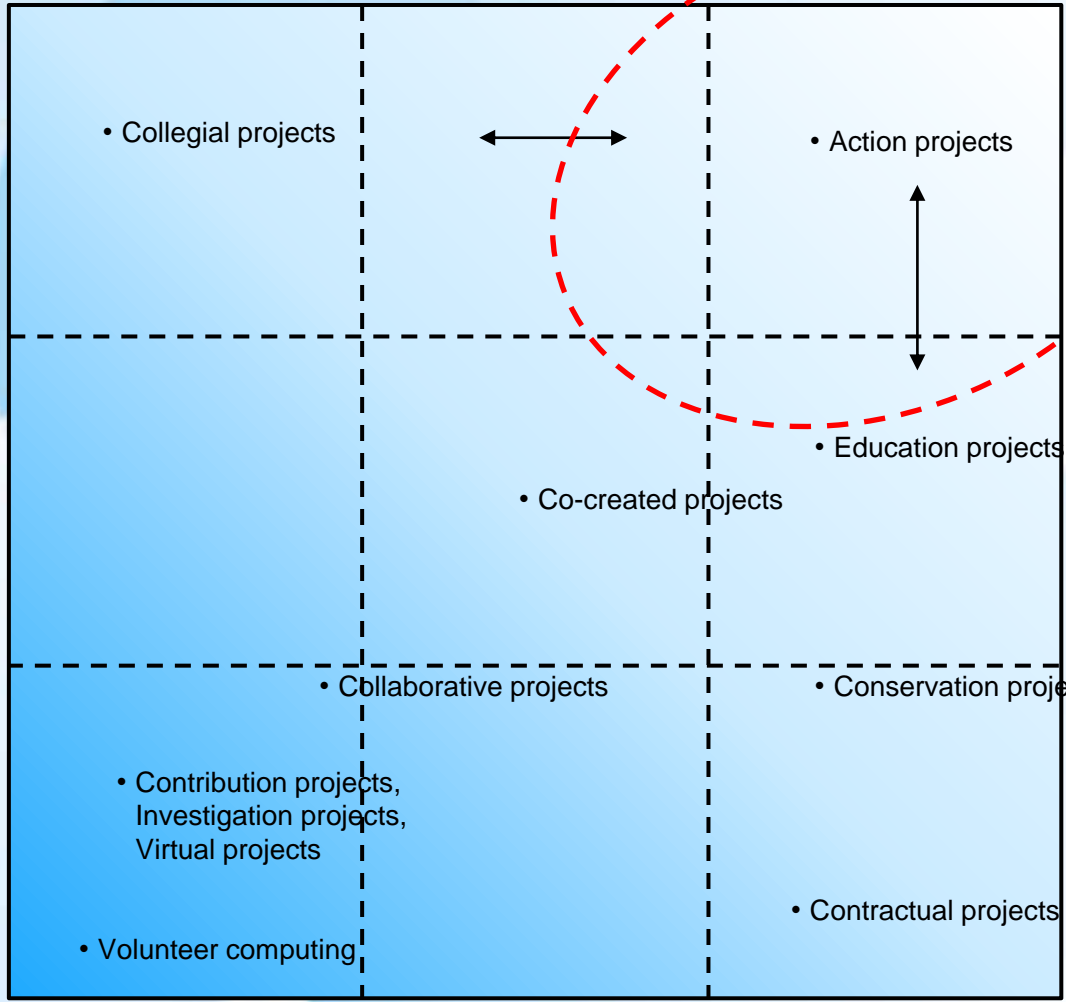 • Collegial projects
• Action projects
• Education projects
• Co-created projects
• Collaborative projects
• Conservation proje
• Contribution projects,
Investigation projects,
Virtual projects
• Contractual projects
• Volunteer computing